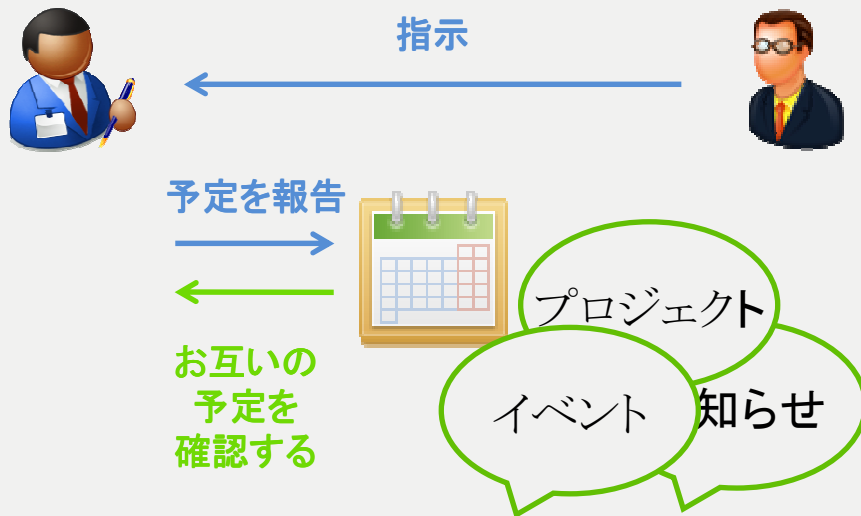 指示
予定を報告
お互いの
予定を
確認する
プロジェクト
イベント
知らせ